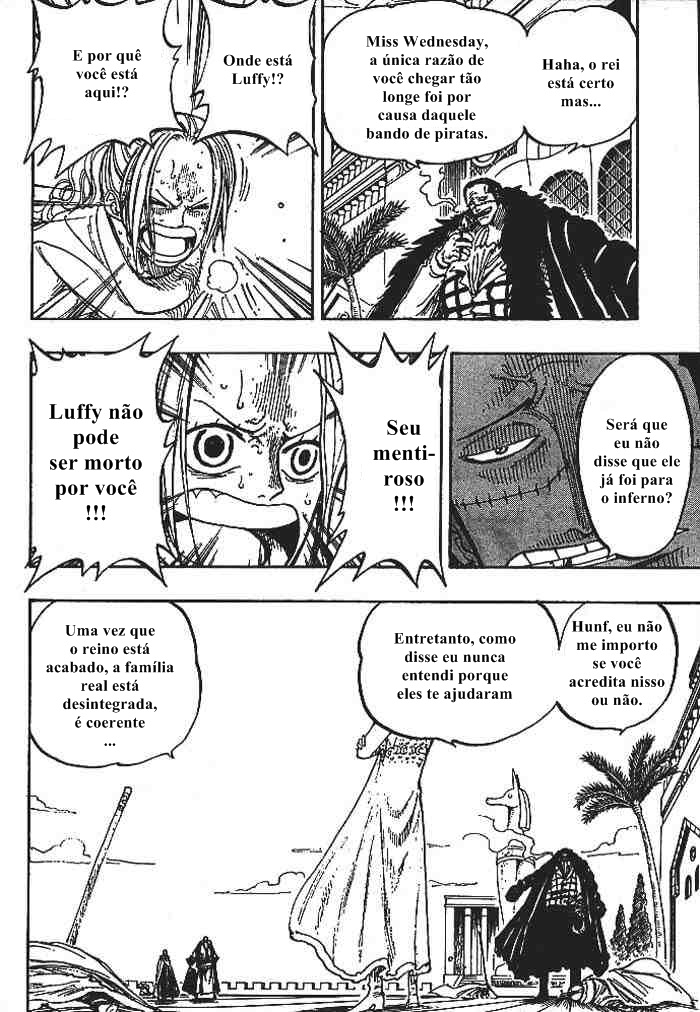 Haha, o rei
está certo
mas...
Miss Wednesday,
a única razão de
você chegar tão
longe foi por
causa daquele
bando de piratas.
Onde está
Luffy!?
E por quê
você está
aqui!?
Será que
eu não
disse que ele
já foi para
o inferno?
Seu
menti-
roso
!!!
Luffy não
pode
ser morto
por você
!!!
Hunf, eu não
me importo
se você
acredita nisso
ou não.
Entretanto, como
disse eu nunca
entendi porque
eles te ajudaram
Uma vez que
o reino está
acabado, a família
real está
desintegrada,
é coerente
...